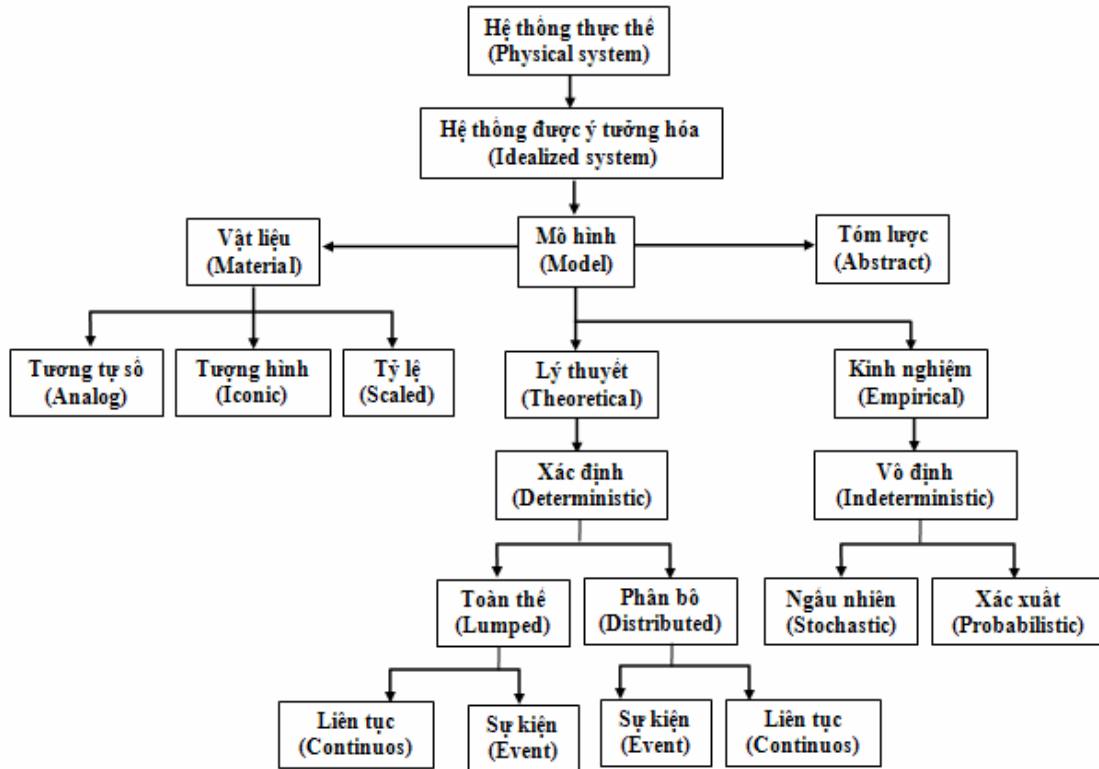 Hệ thống thực thể
(Physical system)
Hệ thống được ý tưởng hóa
(Idealized system)
Vật liệu
(Material)
Mô hình
(Model)
Tóm lược
(Abstract)
Tương tự số
(Analog)
Tượng hình
(Iconic)
Tỷ lệ
(Scaled)
Lý thuyết
(Theoretical)
Kinh nghiệm
(Empirical)
Xác định
(Deterministic)
Vô định
(Indeterministic)
Toàn thể
(Lumped)
Phân bô
(Distributed)
Ngẫu nhiên
(Stochastic)
Xác xuất
(Probabilistic)
Liên tục
(Continuos)
Sự kiện
(Event)
Sự kiện
(Event)
Liên tục
(Continuos)